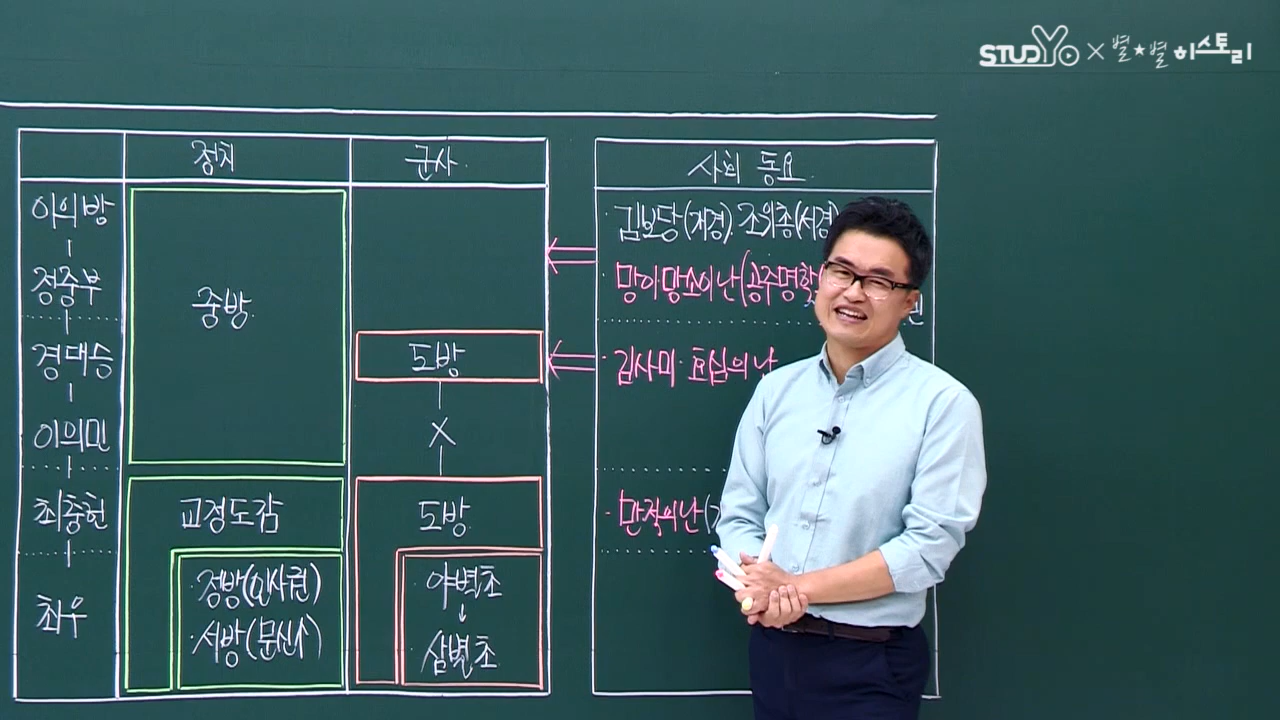 STUDYO × 별★별 히스토리
정치 군사
이의방
정중부
경대승
이의민
최충헌
최우
중방
교정도감
·정방(인사권)
·서방(문신)
도방
X
도방
야별초
↓
삼별초
사회 동요
·김보당(개경), 조위총(서경)
·망이망소이 난(공주명학
·김사미·효심의 난
·만적의 난(개